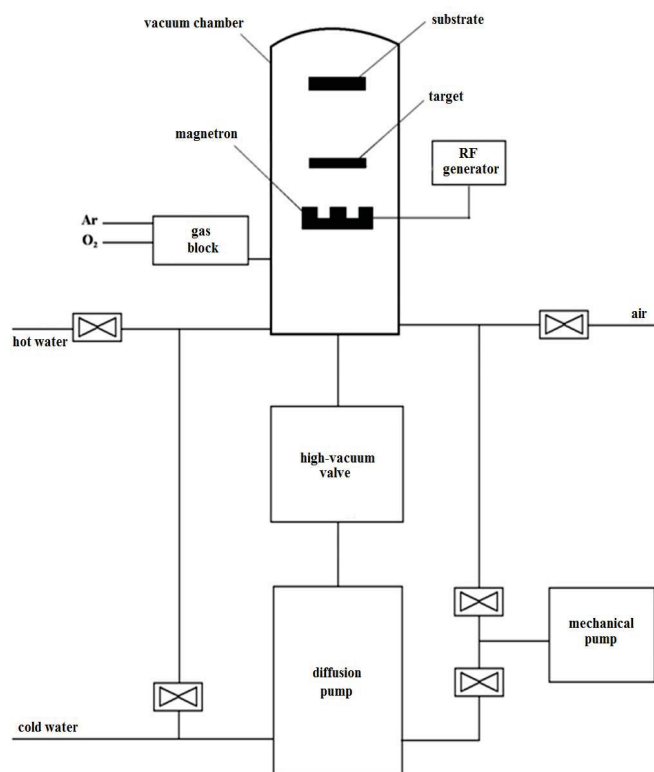 substrate
vacuum chamber
target
magnetron
RF
generator
Ar
O₂
gas
block
air
hot water
high-vacuum
valve
mechanical
pump
diffusion
pump
cold water